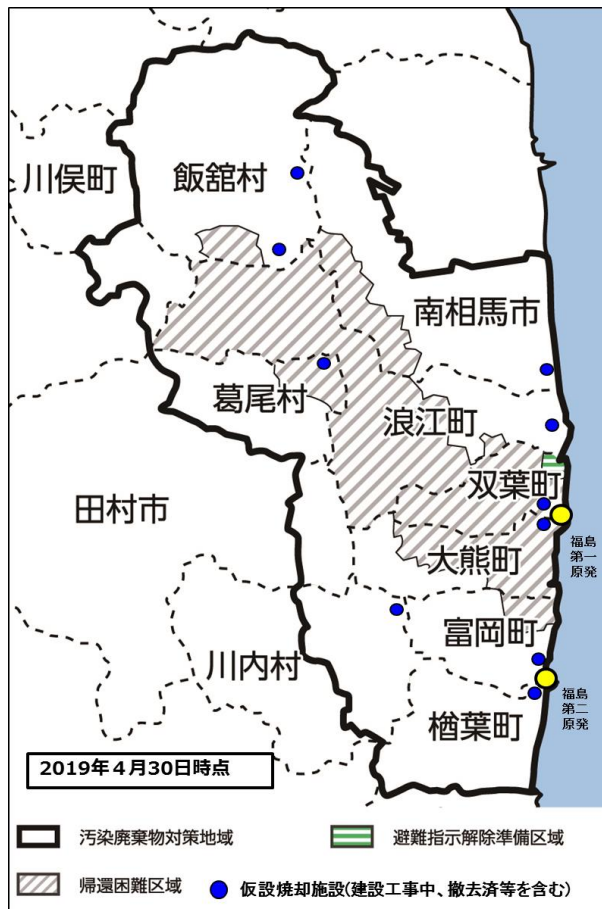 川俣町
飯舘村
南相馬市
葛尾村
浪江町
双葉町
田村市
福島
第一
原発
大熊町
富岡町
川内村
福島
第二
原発
楢葉町
2019年4月30日時点
汚染廃棄物対策地域
避難指示解除準備区域
帰還困難区域
仮設焼却施設(建設工事中、撤去済等を含む)